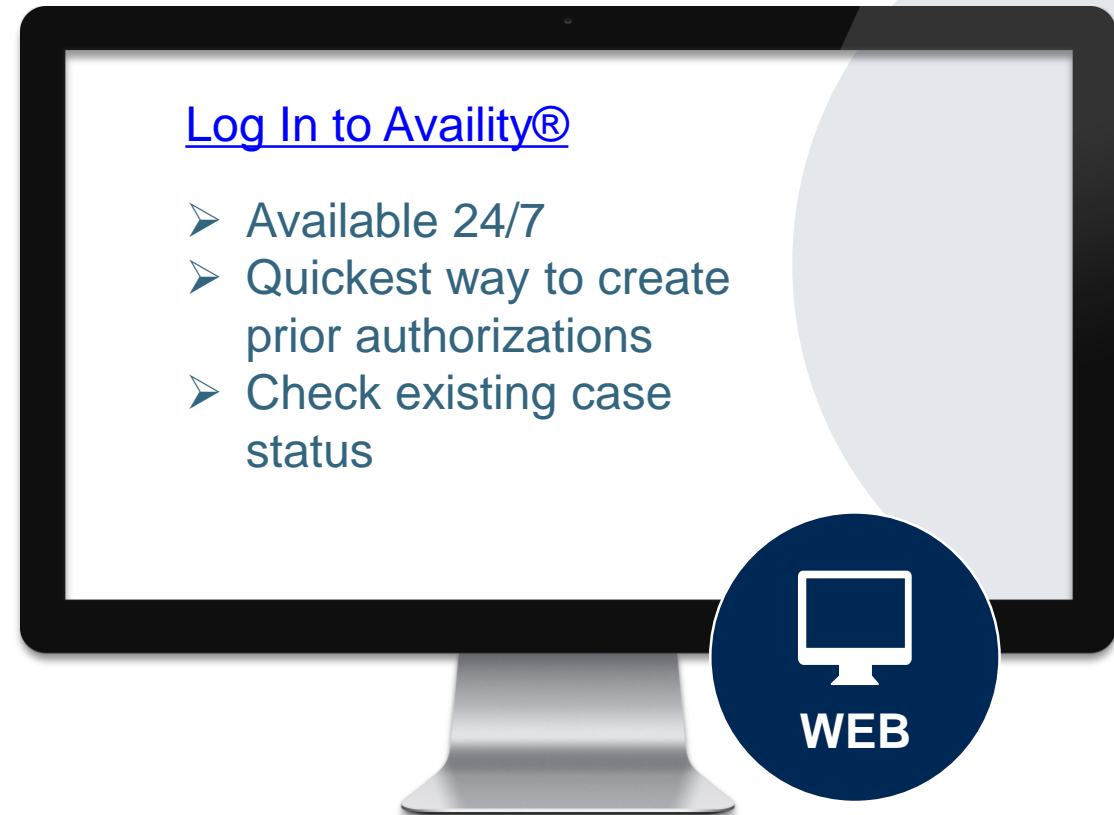 Log In to Availity®
➢ Available 24/7
➢ Quickest way to create
prior authorizations
➢ Check existing case
status
WEB